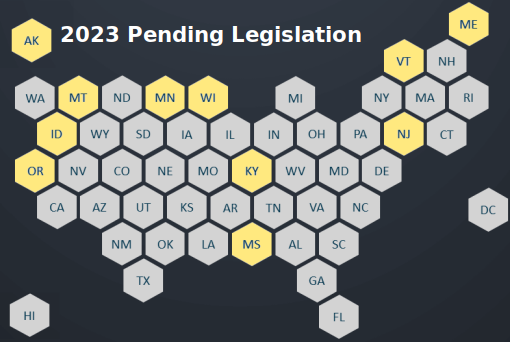 ME
AK 2023 Pending Legislation
VT NH
WA MT ND MN WI MI NY MA RI
ID WY SD IA IL IN OH PA NJ CT
OR NV CO NE MO KY WV MD DE
CA AZ UT KS AR TN VA NC DC
NM OK LA MS AL SC
TX GA
HI FL